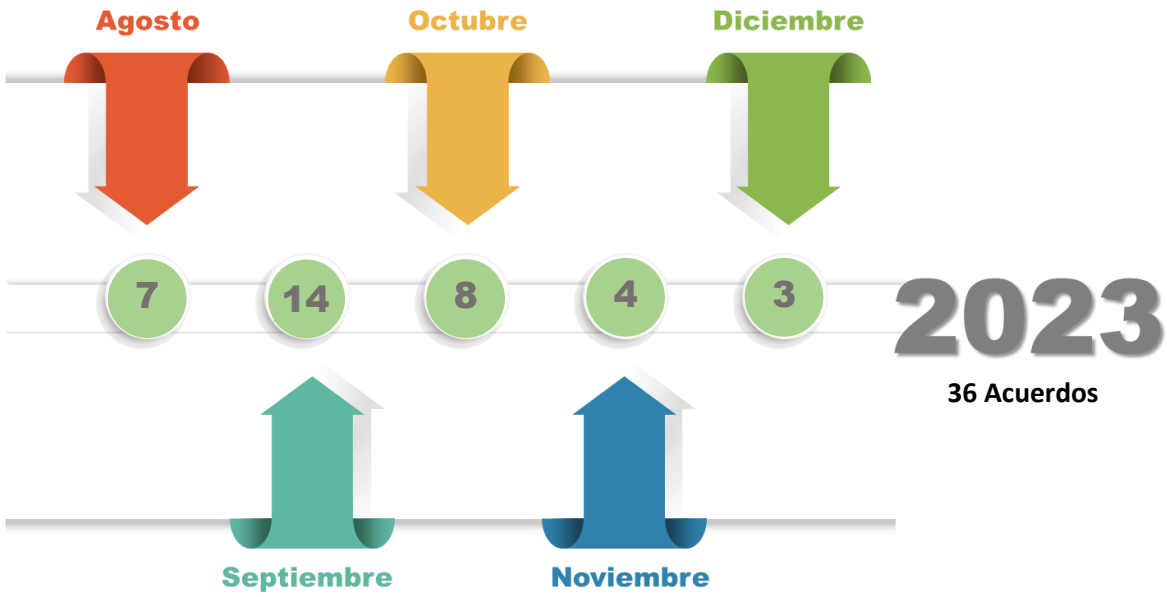 Agosto
Octubre
Diciembre
7
14
8
4
3
2023
36 Acuerdos
Septiembre
Noviembre